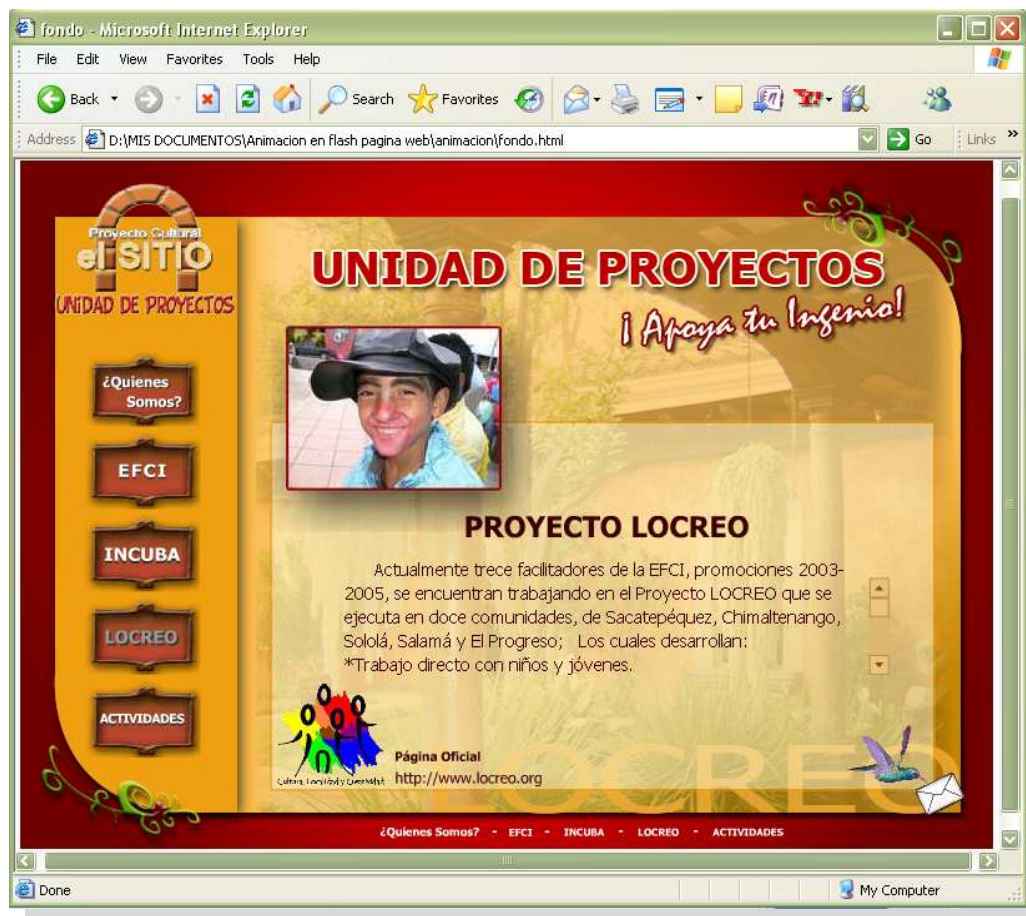 fondo - Microsoft Internet Explorer
File Edit View Favorites Tools Help
Back Search Favorites
Address D:\MIS DOCUMENTOS\Animacion en flash pagina web\animacion\fondo.html Go Links »
Proyecto Cultural
el SITIO
UNIDAD DE PROYECTOS
UNIDAD DE PROYECTOS
¡ Apoya tu Ingenio!
¿Quienes
Somos?
EFCI
INCUBA
LOCREO
ACTIVIDADES
PROYECTO LOCREO
Actualmente trece facilitadores de la EFCI, promociones 2003-
2005, se encuentran trabajando en el Proyecto LOCREO que se
ejecuta en doce comunidades, de Sacatepéquez, Chimaltenango,
Sololá, Salamá y El Progreso; Los cuales desarrollan:
*Trabajo directo con niños y jóvenes.
Página Oficial
http://www.locreo.org
LOCREO
¿Quienes Somos? - EFCI - INCUBA - LOCREO - ACTIVIDADES
Done My Computer